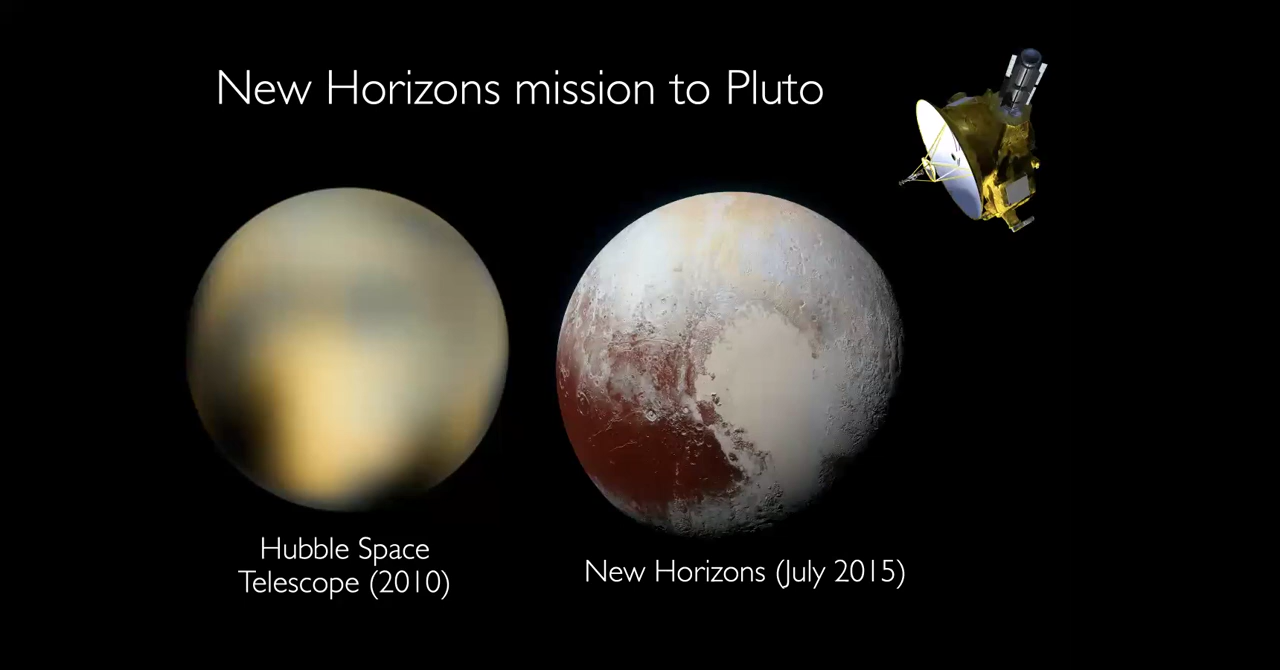 New Horizons mission to Pluto
Hubble Space
Telescope (2010)
New Horizons (July 2015)